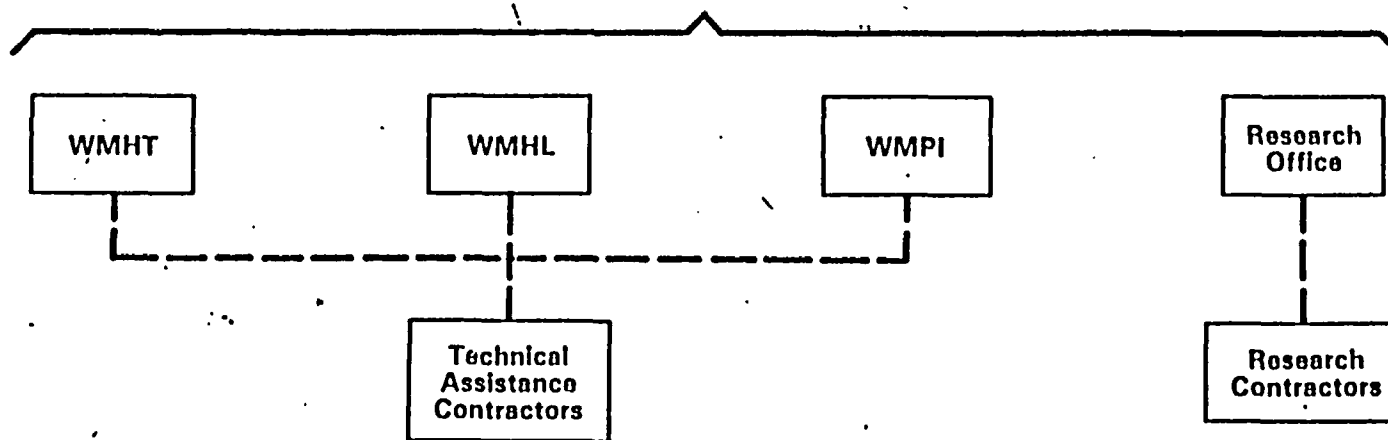 WMHT
WMHL
WMPI
Research
Office
Technical
Assistance
Contractors
Research
Contractors